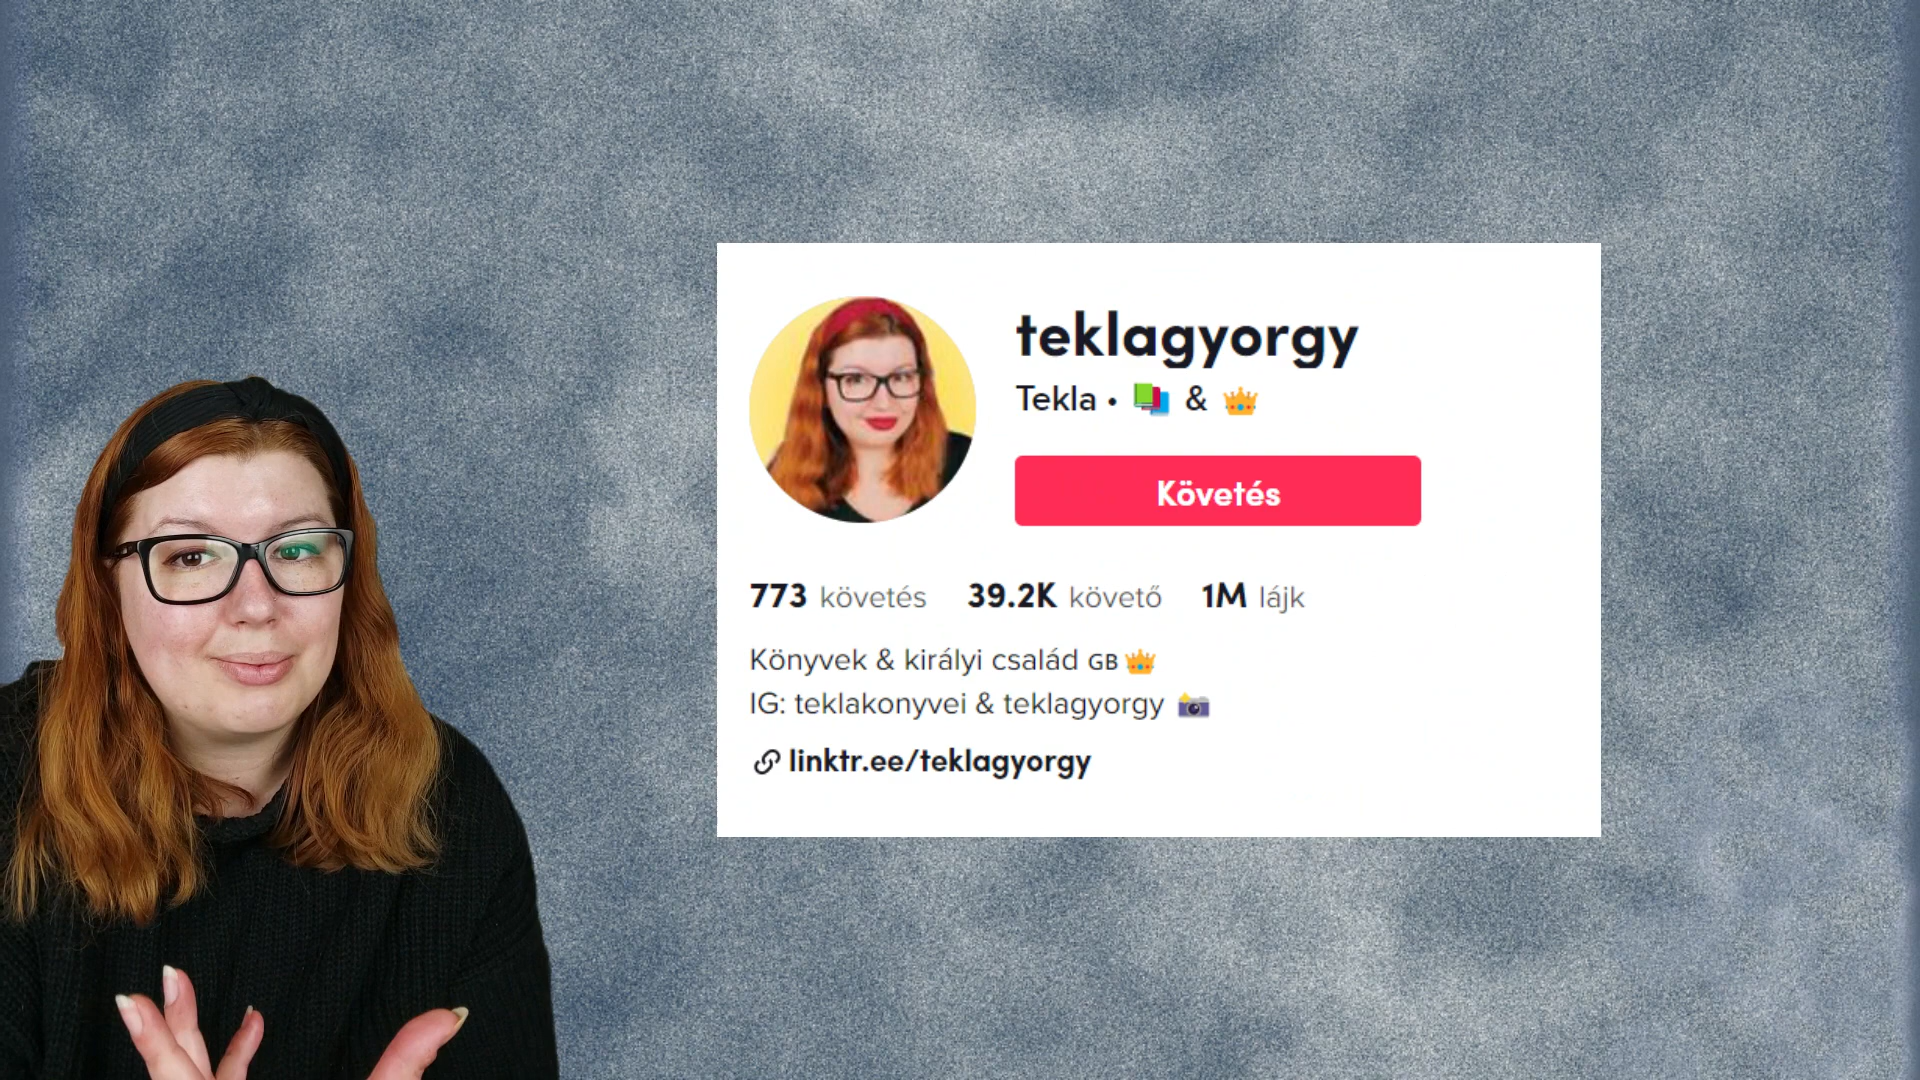 teklagyorgy
Tekla • 📚 & 👑
Követés
773 követés 39.2K követő 1M lájk
Könyvek & királyi család GB 👑
IG: teklakonyvei & teklagyorgy 📸
linktr.ee/teklagyorgy